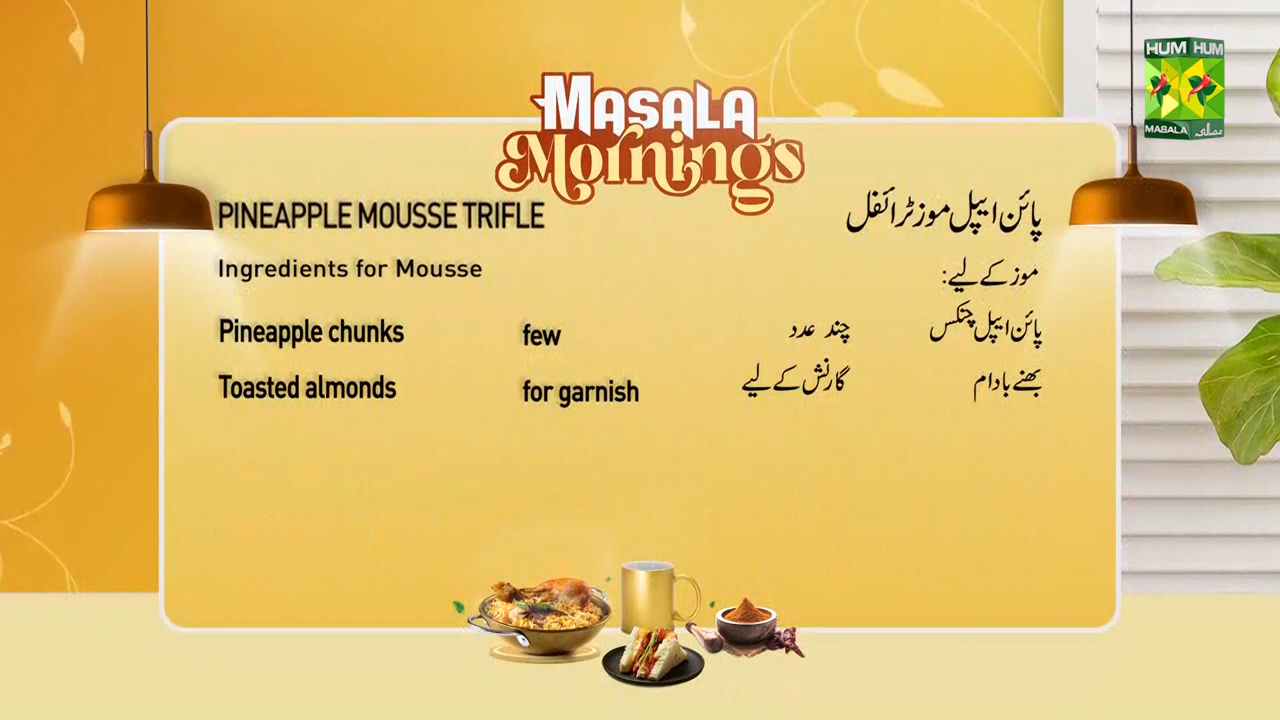 HUM HUM
MASALA مصالحہ
MASALA
Mornings
PINEAPPLE MOUSSE TRIFLE پائن ایپل موز ٹرائفل
Ingredients for Mousse موز کے لیے:
Pineapple chunks few چند عدد پائن ایپل چنکس
Toasted almonds for garnish گارنش کے لیے بھنے بادام